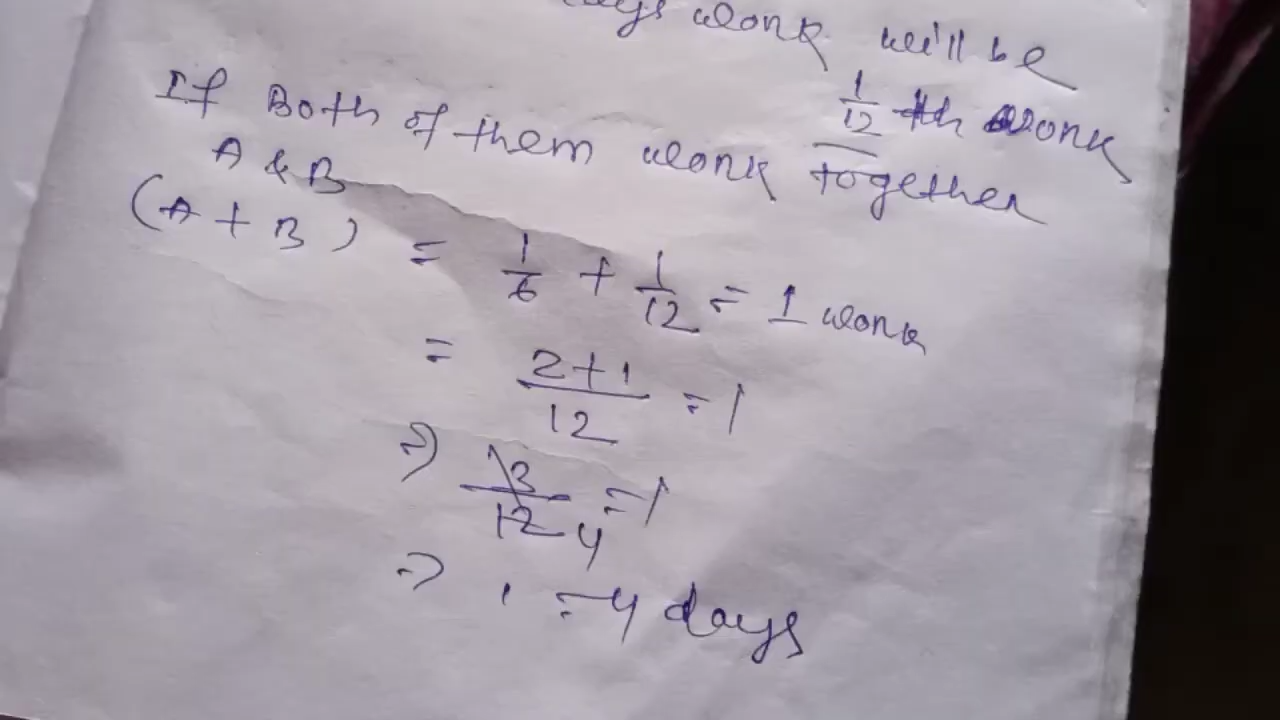 days work will be
1/12 th work
If Both of them work together
A & B
(A + B) = 1/6 + 1/12 = 1 work
= 2+1/12 = 1
⇒ 3/12 4 = 1
⇒ 1 = 4 days